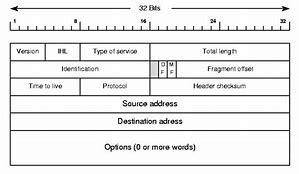 32 Bits
1 8 16 24 32
Version IHL Type of service Total length
Identification D F M F Fragment offset
Time to live Protocol Header checksum
Source address
Destination adress
Options (0 or more words)